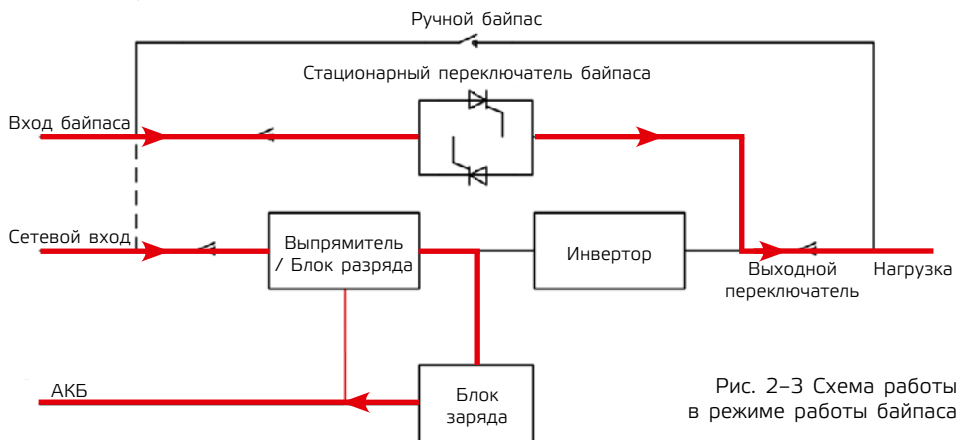 Ручной байпас
Стационарный переключатель байпаса
Вход байпаса
Сетевой вход
Выпрямитель
/ Блок разряда
Инвертор
Выходной
переключатель
Нагрузка
АКБ
Блок
заряда
Рис. 2–3 Схема работы
в режиме работы байпаса